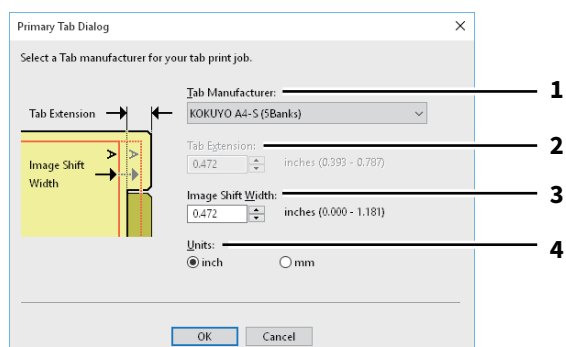 Primary Tab Dialog
Select a Tab manufacturer for your tab print job.
Tab Manufacturer:
1
KOKUYO A4-S (5Banks)
Tab Extension
Tab Extension:
2
0.472 inches (0.393 - 0.787)
A A
Image Shift Width
Image Shift Width:
3
0.472 inches (0.000 - 1.181)
Units:
4
inch mm
OK Cancel